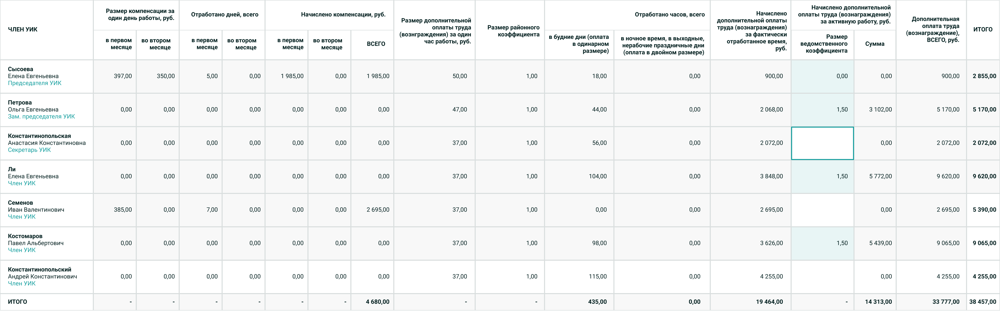 ЧЛЕН УИК
Размер компенсации за
один день работы, руб.
Отработано дней, всего
Начислено компенсации, руб.
Размер дополнительной
оплаты труда
(вознграждения) за один
час работы, руб.
Размер районного
коэффициента
Отработано часов, всего
Начислено
дополнительной оплаты
труда (вознаграждения)
за фактически
отработанное время,
руб.
Начислено дополнительной
оплаты труда (вознаграждения)
за активную работу, руб.
Дополнительная
оплата труда
(вознаграждение),
ВСЕГО, руб.
ИТОГО
в первом
месяце
во втором
месяце
в первом
месяце
во втором
месяце
в первом
месяце
во втором
месяце
ВСЕГО
в будние дни (оплата
в одинарном
размере)
в ночное время, в выходные,
нерабочие праздничные дни
(оплата в двойном размере)
Размер
ведомственного
коэффициента
Сумма
Сысоева
Елена Евгеньевна
Председателя УИК
397,00 350,00 5,00 0,00 1 985,00 0,00 1 985,00 50,00 1,00 18,00 0,00 900,00 0,00 0,00 900,00 2 855,00
Петрова
Ольга Евгеньевна
Зам. председателя УИК
0,00 0,00 0,00 0,00 0,00 0,00 0,00 47,00 1,00 44,00 0,00 2 068,00 1,50 3 102,00 5 170,00 5 170,00
Константинопольская
Анастасия Константиновна
Секретарь УИК
0,00 0,00 0,00 0,00 0,00 0,00 0,00 37,00 1,00 56,00 0,00 2 072,00 0,00 2 072,00 2 072,00
Ли
Елена Евгеньевна
Член УИК
0,00 0,00 0,00 0,00 0,00 0,00 0,00 37,00 1,00 104,00 0,00 3 848,00 1,50 5 772,00 9 620,00 9 620,00
Семенов
Иван Валентинович
Член УИК
385,00 0,00 7,00 0,00 0,00 0,00 2 695,00 37,00 1,00 0,00 0,00 2 695,00 0,00 2 695,00 5 390,00
Костомаров
Павел Альбертович
Член УИК
0,00 0,00 0,00 0,00 0,00 0,00 0,00 37,00 1,00 98,00 0,00 3 626,00 1,50 5 439,00 9 065,00 9 065,00
Константинопольский
Андрей Константинович
Член УИК
0,00 0,00 0,00 0,00 0,00 0,00 0,00 37,00 1,00 115,00 0,00 4 255,00 0,00 4 255,00 4 255,00
ИТОГО - - - - - - 4 680,00 - - 435,00 0,00 19 464,00 - 14 313,00 33 777,00 38 457,00